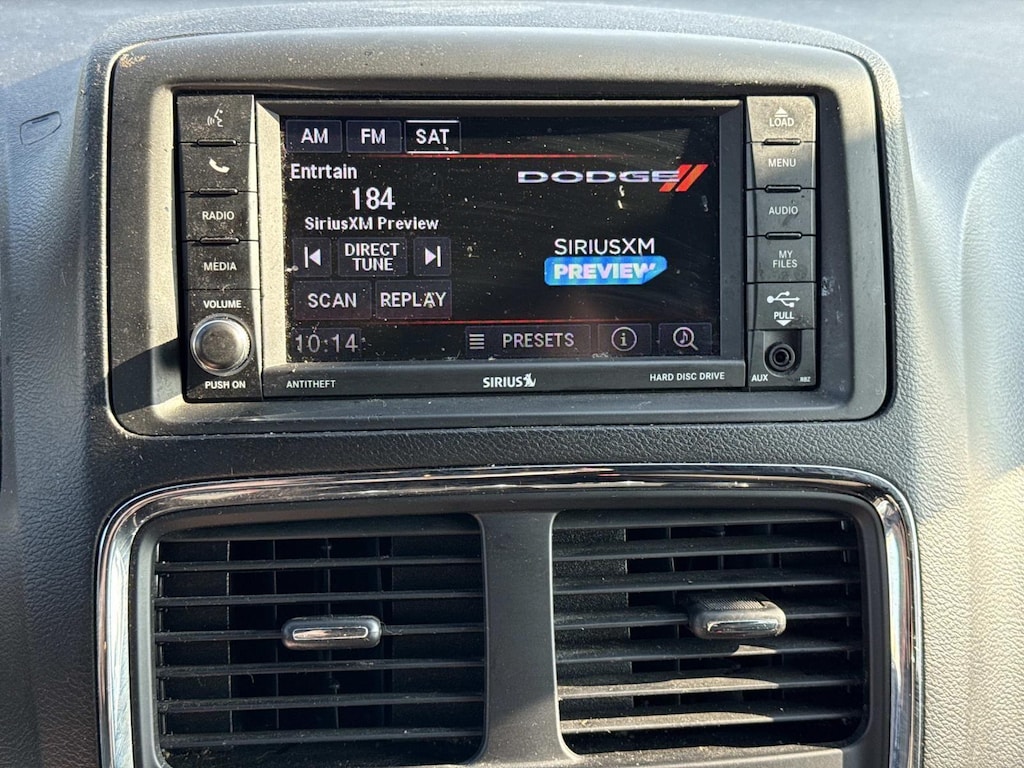 AM FM SAT
Entrtain
184
SiriusXM Preview
DIRECT
TUNE
SCAN REPLAY
10:14
PRESETS
DODGE
SIRIUSXM
PREVIEW
RADIO
MEDIA
VOLUME
PUSH ON
LOAD
MENU
AUDIO
MY
FILES
PULL
AUX
RBZ
ANTITHEFT
SIRIUS
HARD DISC DRIVE